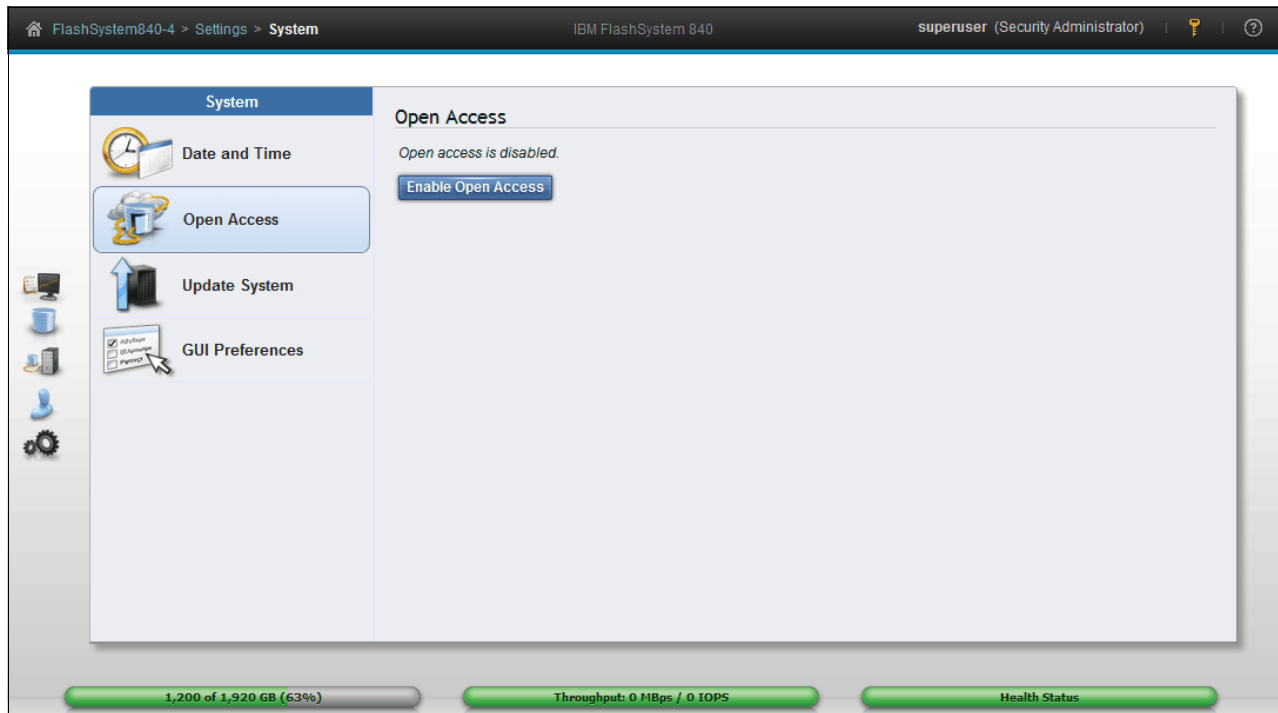 FlashSystem840-4 > Settings > System
IBM FlashSystem 840
superuser (Security Administrator)
System
Date and Time
Open Access
Update System
GUI Preferences
Open Access
Open access is disabled.
Enable Open Access
1,200 of 1,920 GB (63%)
Throughput: 0 MBps / 0 IOPS
Health Status